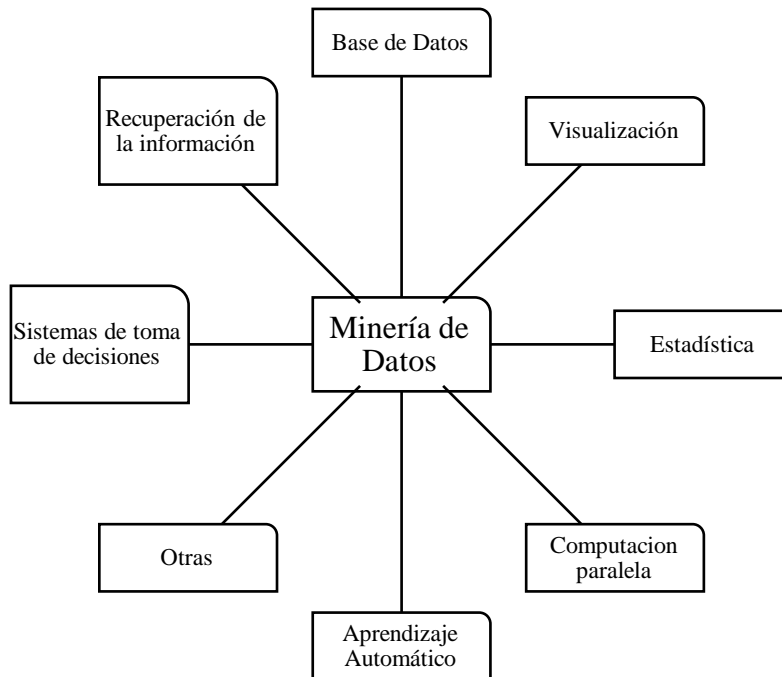 Base de Datos
Recuperación de
la información
Visualización
Sistemas de toma
de decisiones
Minería de
Datos
Estadística
Otras
Computacion
paralela
Aprendizaje
Automático